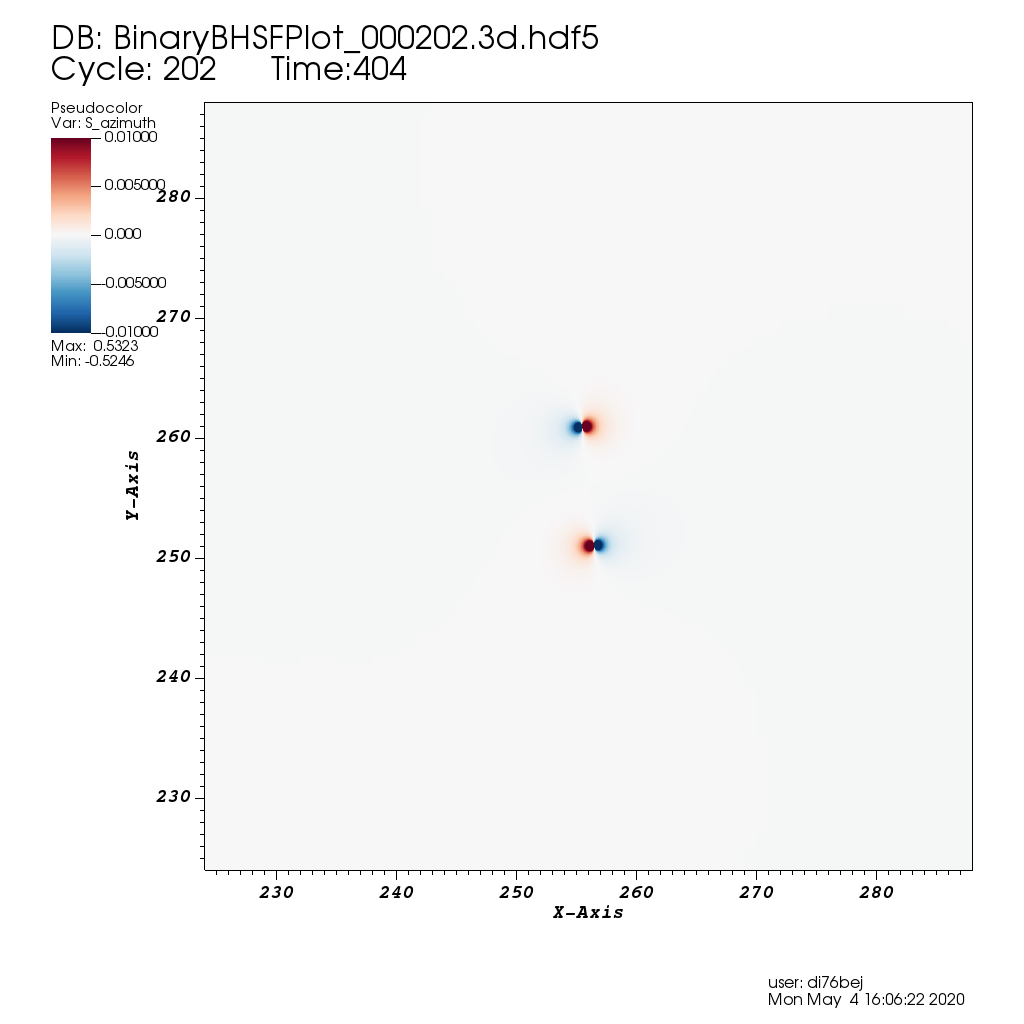 DB: BinaryBHSFPlot_000202.3d.hdf5
Cycle: 202 Time:404
Pseudocolor
Var: S_azimuth
0.01000
0.005000
0.000
-0.005000
-0.01000
Max: 0.5323
Min: -0.5246
280
270
260
250
240
230
Y-Axis
230 240 250 260 270 280
X-Axis
user: di76bej
Mon May 4 16:06:22 2020